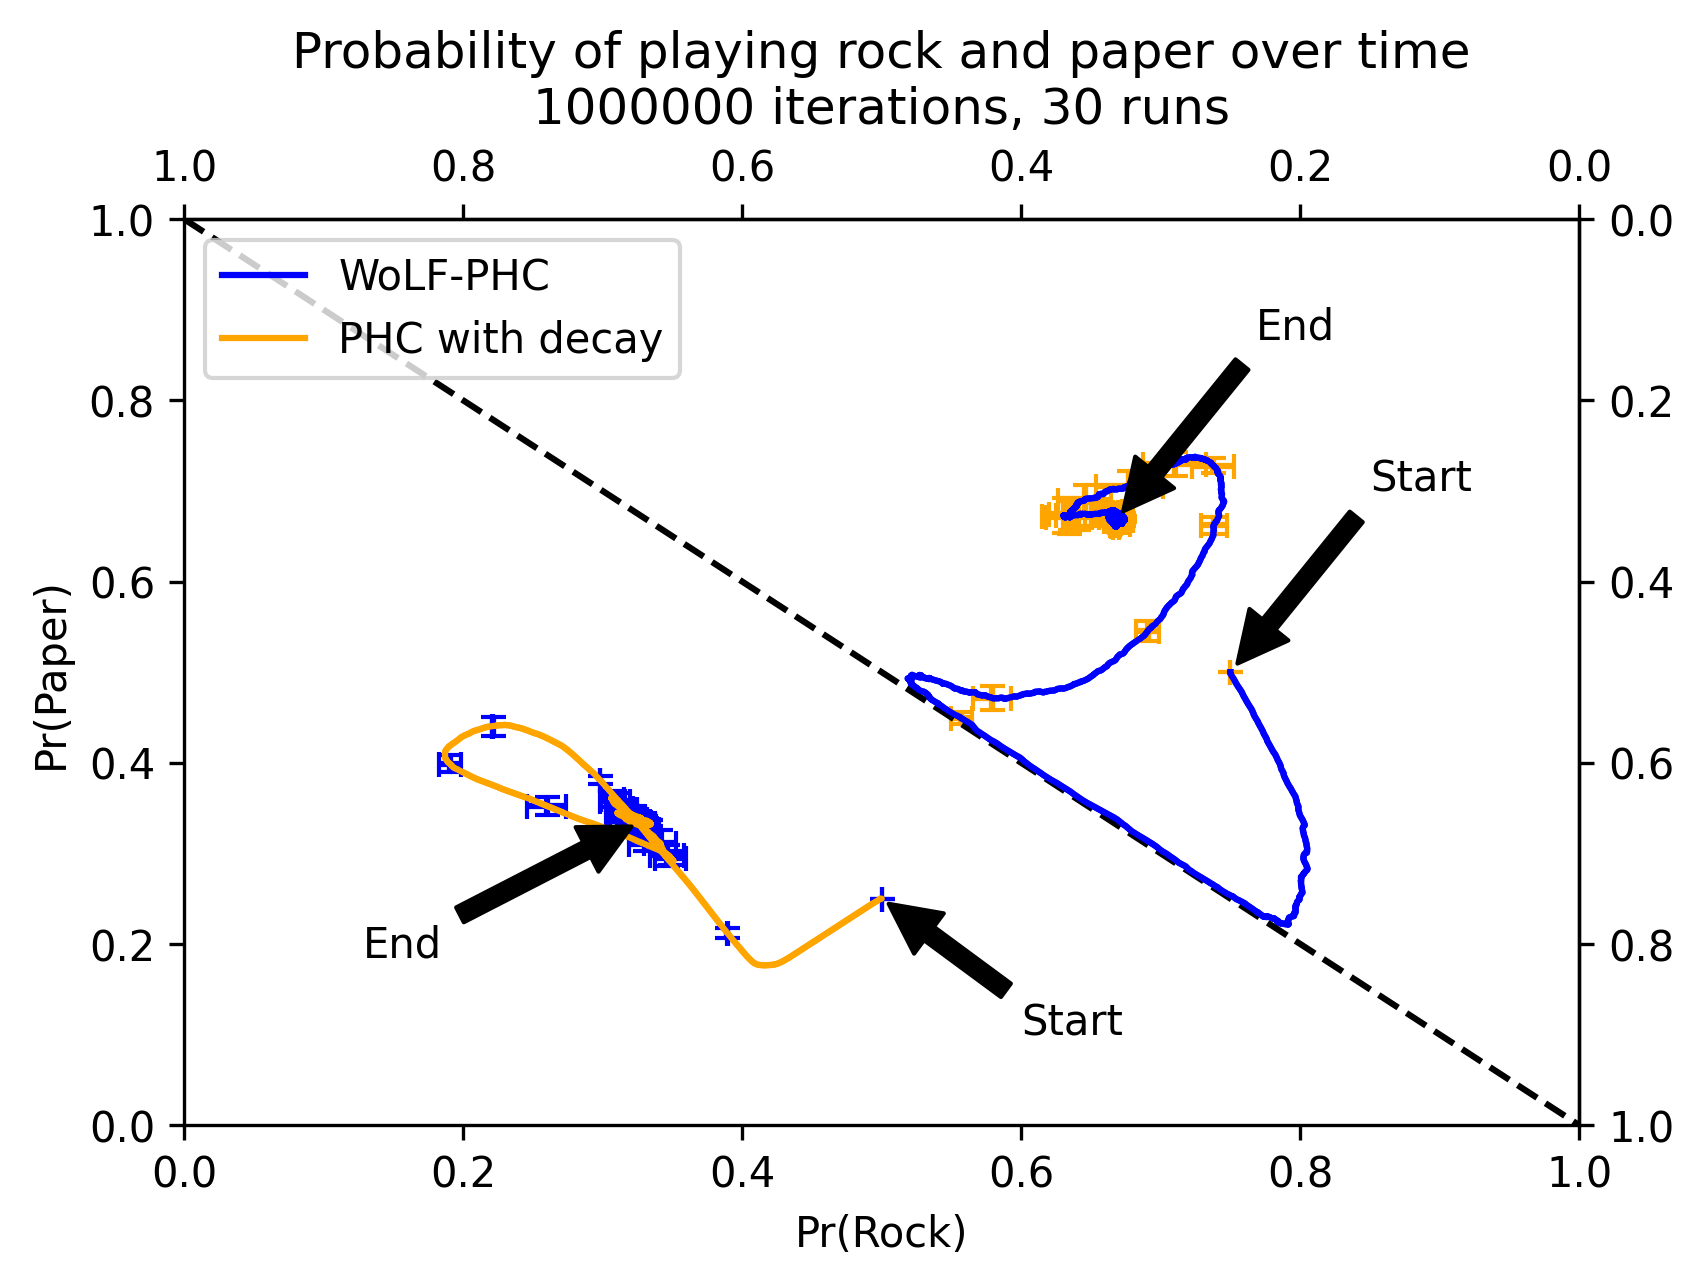 Probability of playing rock and paper over time
1000000 iterations, 30 runs
1.0 0.8 0.6 0.4 0.2 0.0
1.0 0.0
WoLF-PHC
PHC with decay
End
0.8 0.2
Start
0.6 0.4
Pr(Paper)
0.4 0.6
End
0.2 0.8
Start
0.0 1.0
0.0 0.2 0.4 0.6 0.8 1.0
Pr(Rock)